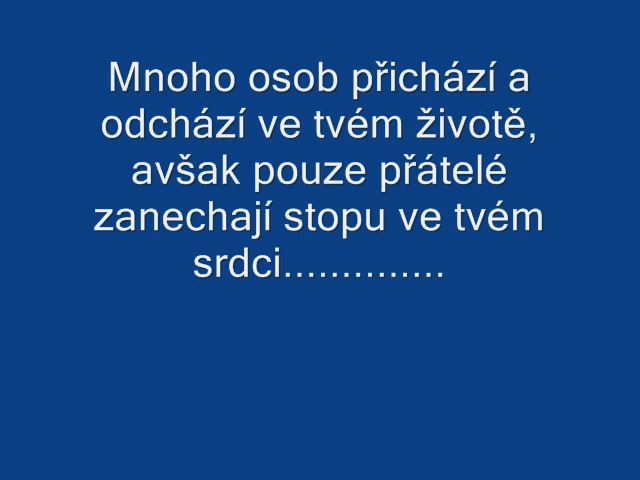 Mnoho osob přichází a
odchází ve tvém životě,
avšak pouze přátelé
zanechají stopu ve tvém
srdci..............